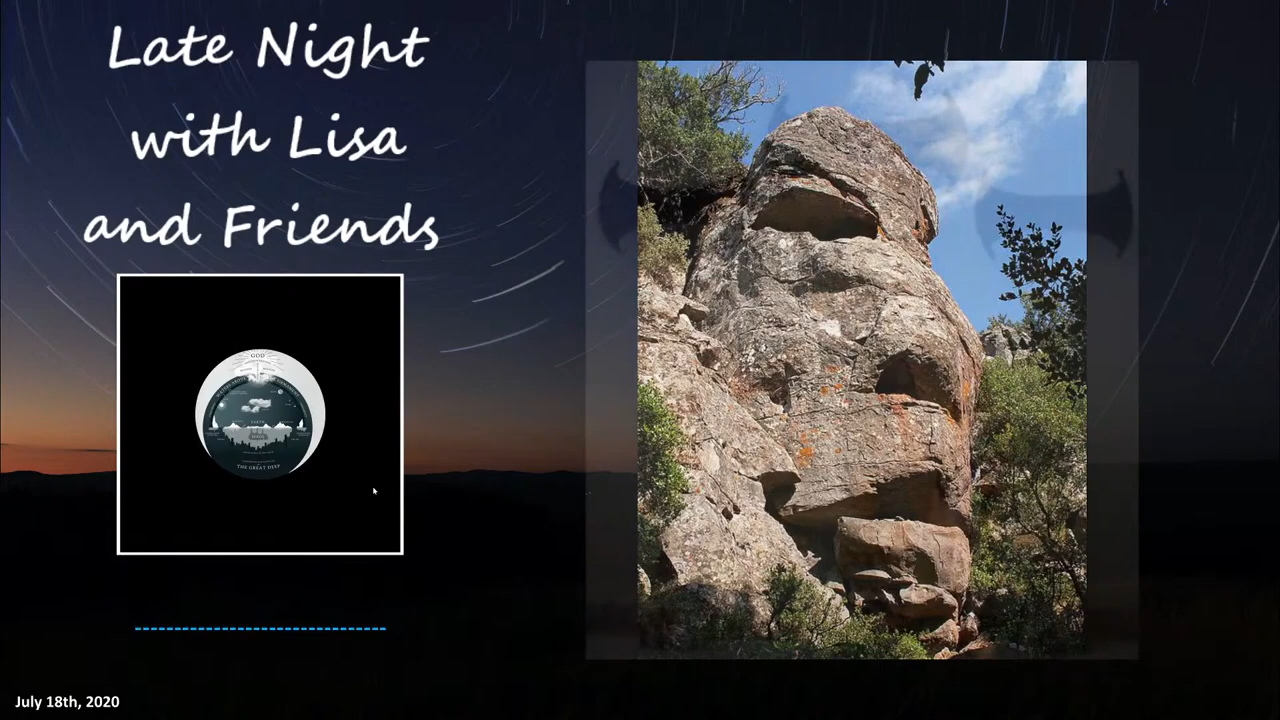 Late Night
with Lisa
and Friends
GOD
EARTH
THE GREAT DEEP
July 18th, 2020